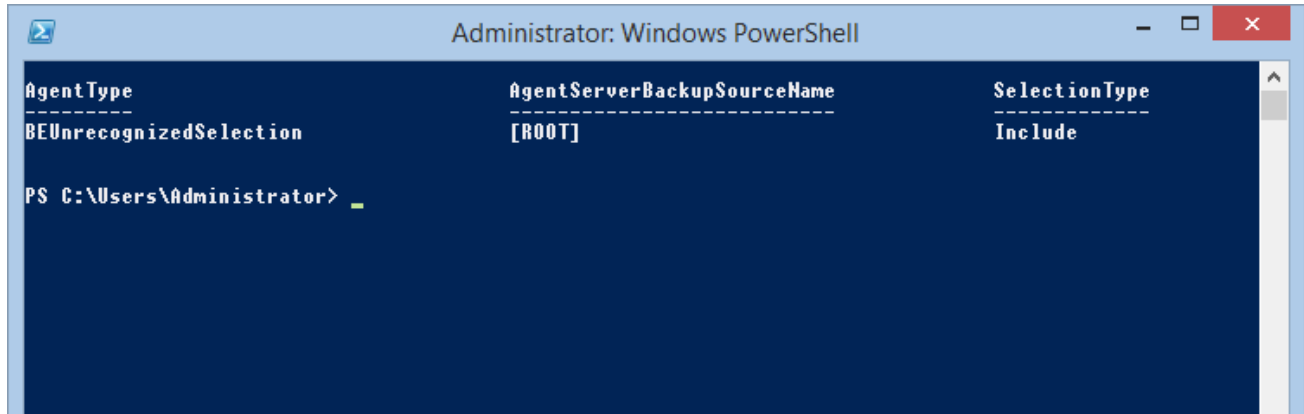 Administrator: Windows PowerShell
AgentType AgentServerBackupSourceName SelectionType
--------- --------------------------- -------------
BEUnrecognizedSelection [ROOT] Include
PS C:\Users\Administrator> _